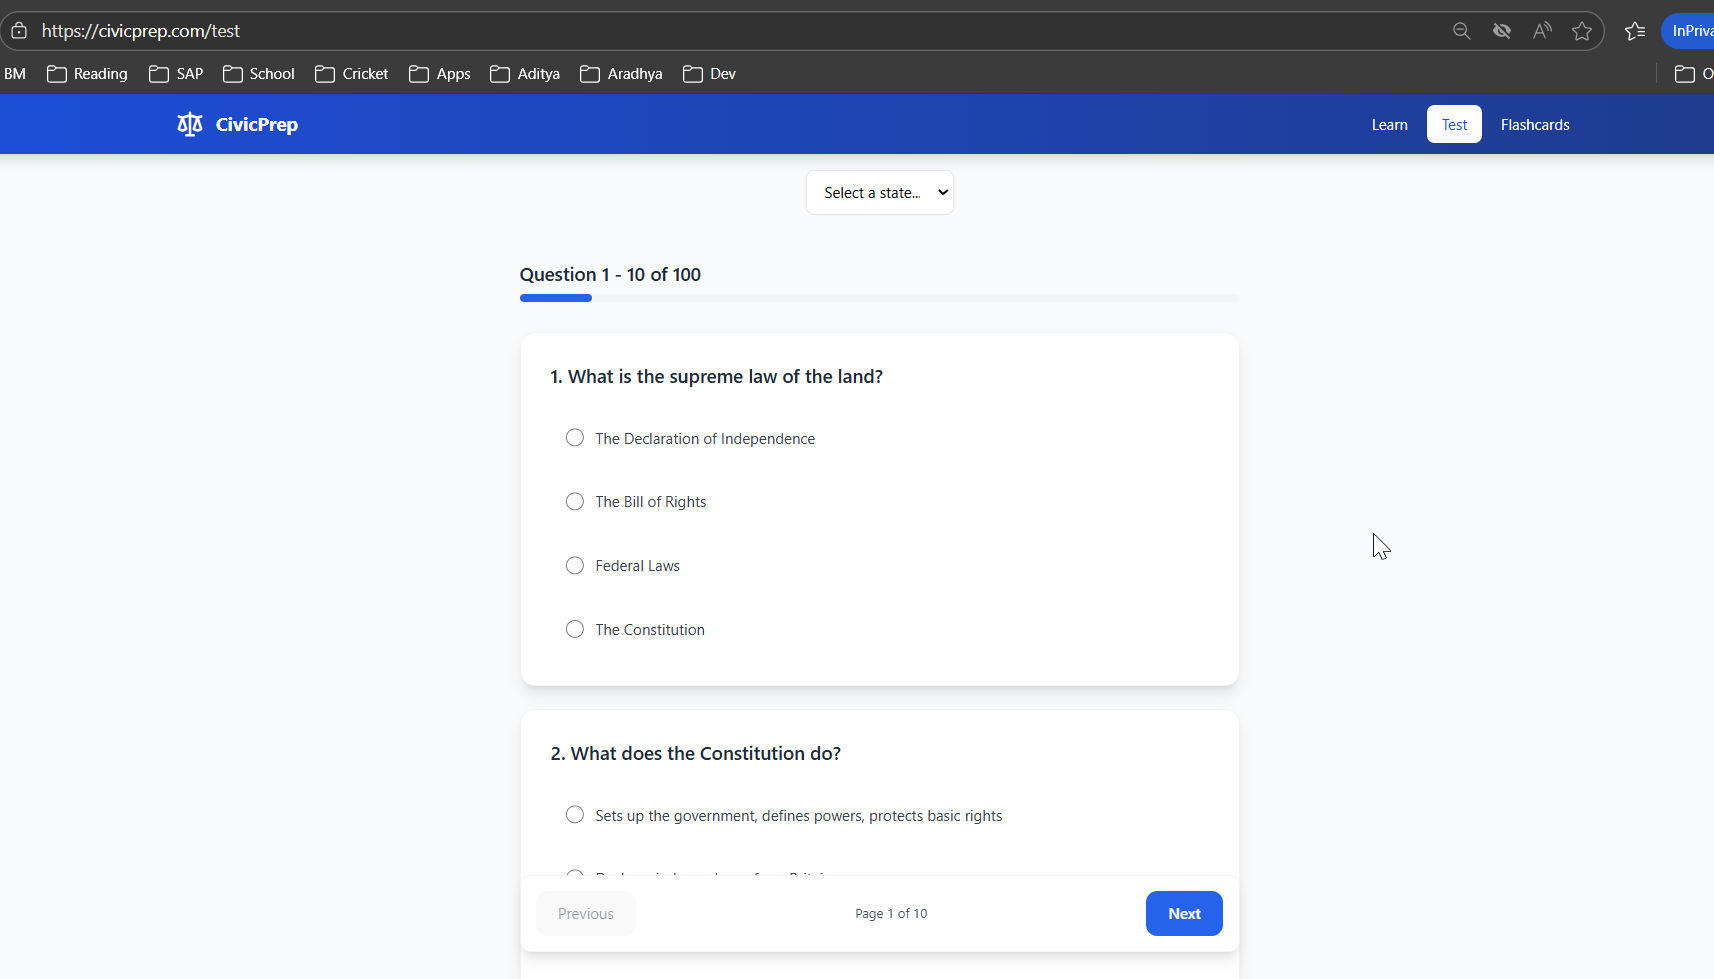 https://civicprep.com/test
InPriva
BM Reading SAP School Cricket Apps Aditya Aradhya Dev
CivicPrep Learn Test Flashcards
Select a state...
Question 1 - 10 of 100
1. What is the supreme law of the land?
The Declaration of Independence
The Bill of Rights
Federal Laws
The Constitution
2. What does the Constitution do?
Sets up the government, defines powers, protects basic rights
Previous Page 1 of 10 Next